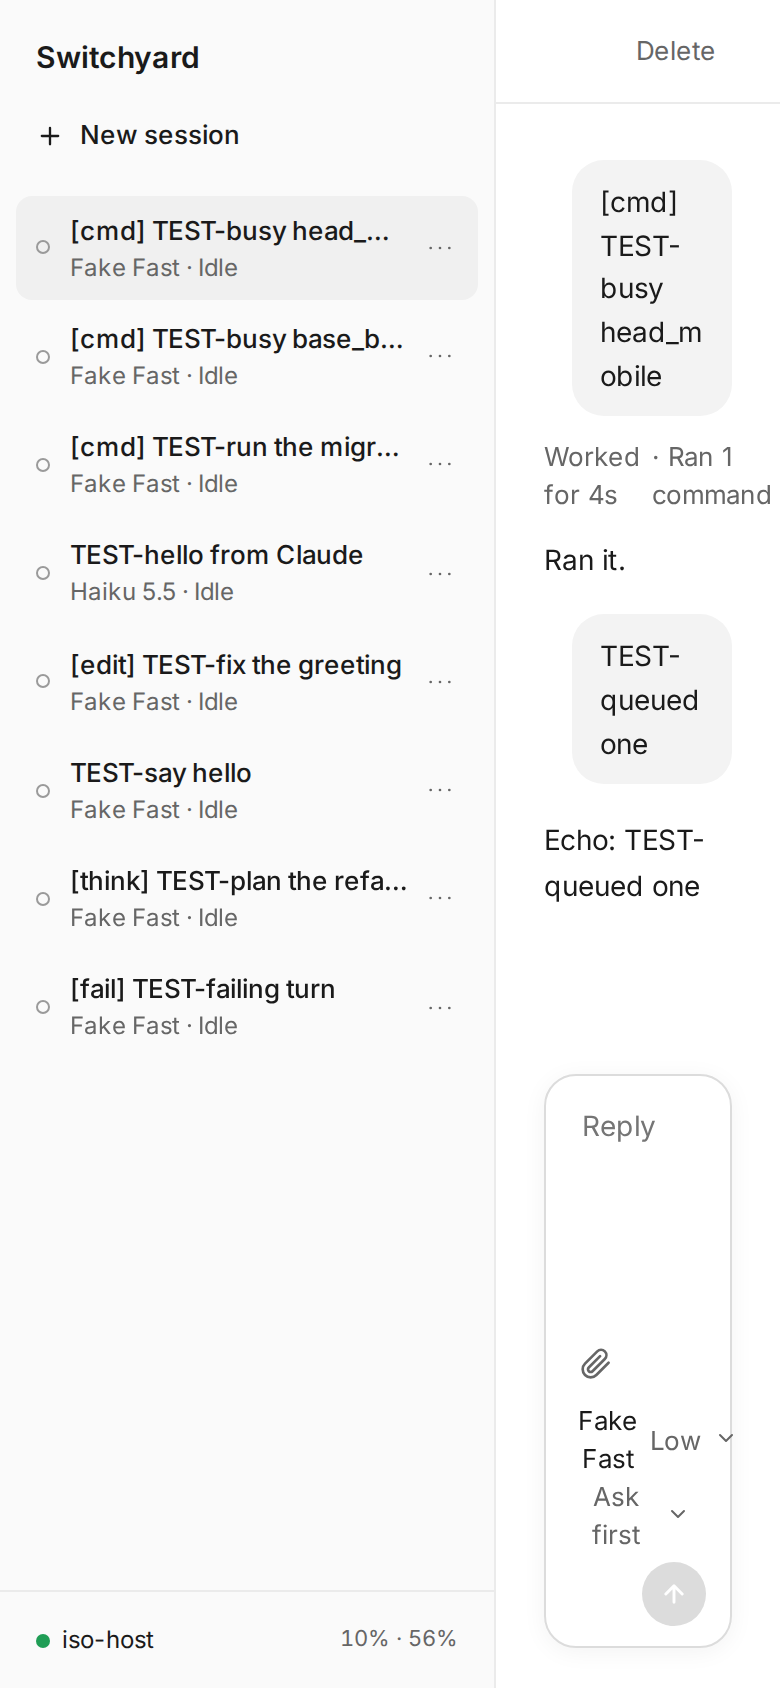 Switchyard
New session
[cmd] TEST-busy head_...
Fake Fast · Idle
[cmd] TEST-busy base_b...
Fake Fast · Idle
[cmd] TEST-run the migr...
Fake Fast · Idle
TEST-hello from Claude
Haiku 5.5 · Idle
[edit] TEST-fix the greeting
Fake Fast · Idle
TEST-say hello
Fake Fast · Idle
[think] TEST-plan the refa...
Fake Fast · Idle
[fail] TEST-failing turn
Fake Fast · Idle
iso-host
10% · 56%
Delete
[cmd]
TEST-
busy
head_m
obile
Worked · Ran 1
for 4s command
Ran it.
TEST-
queued
one
Echo: TEST-
queued one
Reply
Fake
Fast
Low
Ask
first